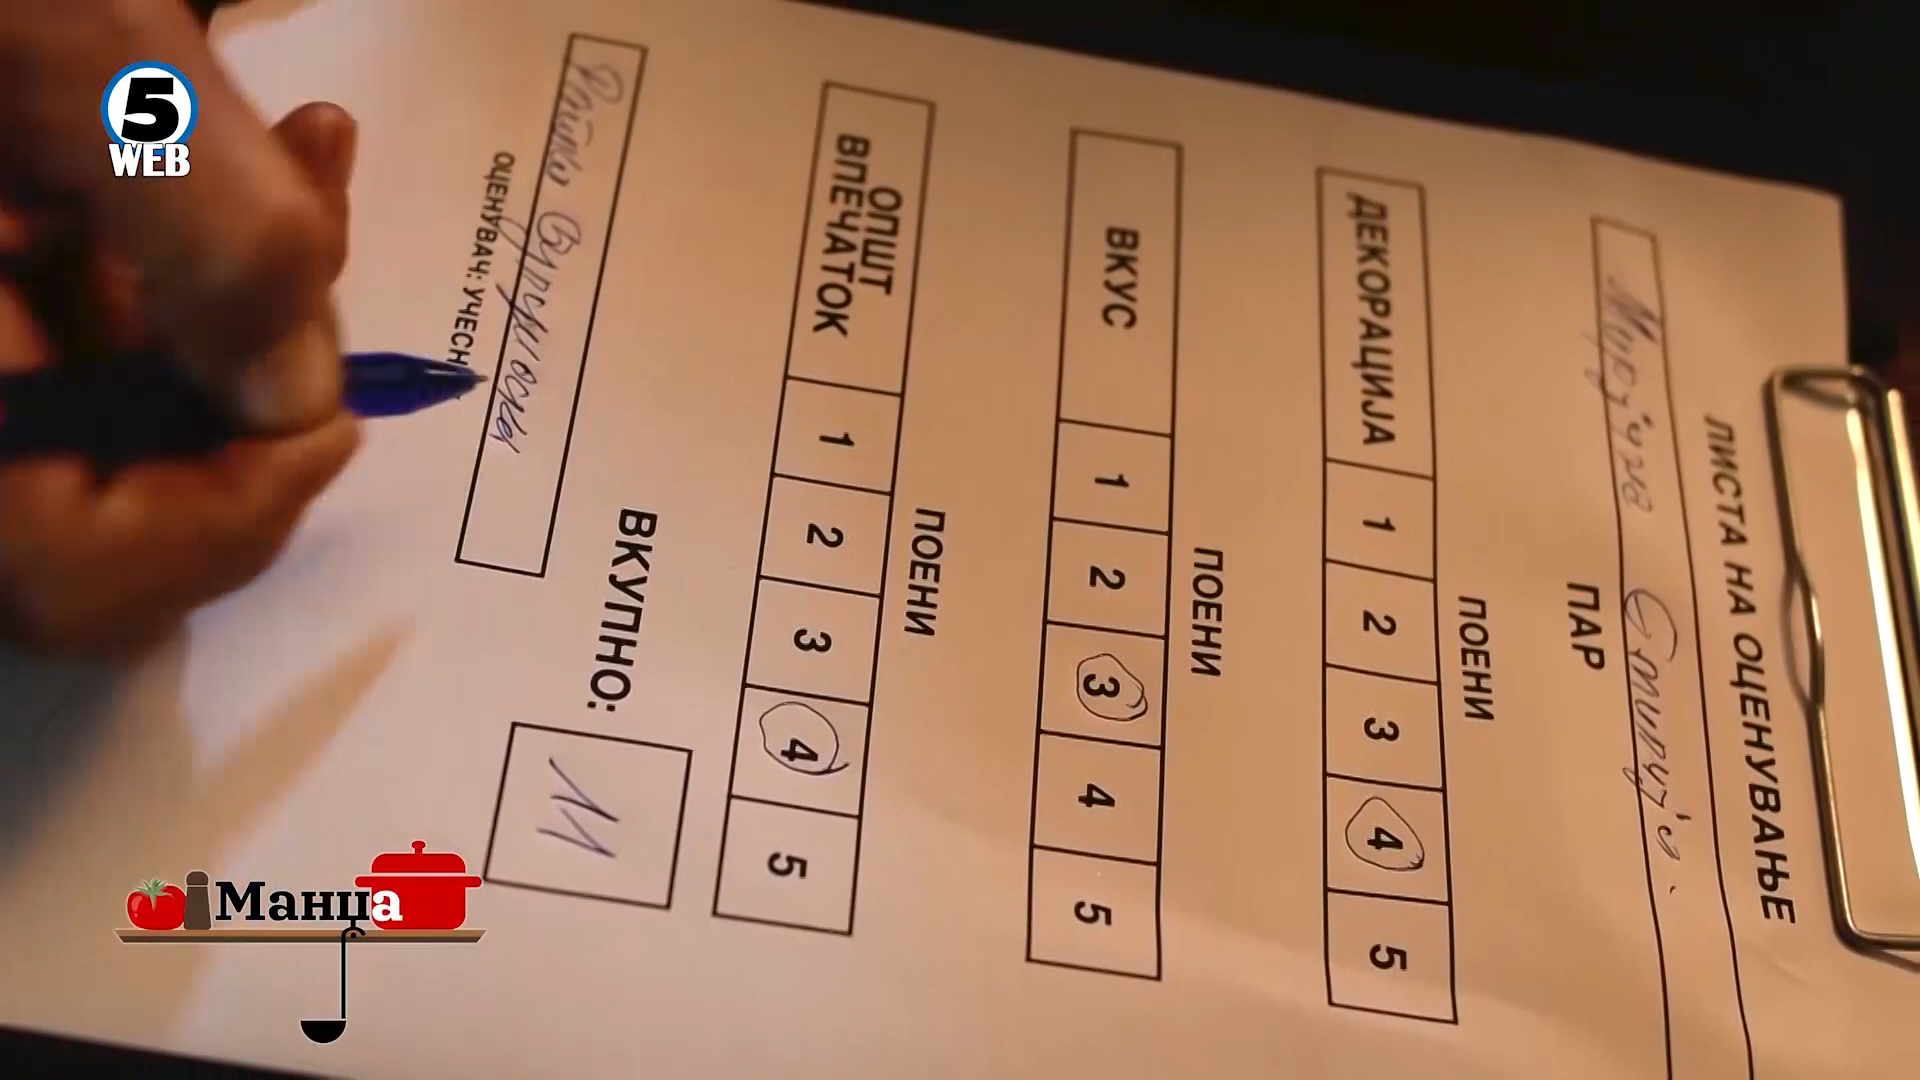 5
WEB
ЛИСТА НА ОЦЕНУВАЊЕ
ПАР
ПОЕНИ
ДЕКОРАЦИЈА 1 2 3 4 5
ПОЕНИ
ВКУС 1 2 3 4 5
ПОЕНИ
ОПШТ
ВПЕЧАТОК 1 2 3 4 5
ВКУПНО: 11
ОЦЕНУВАЧ:
Манџа